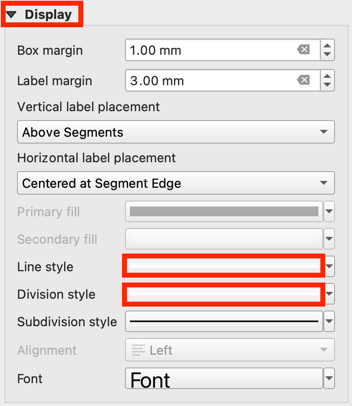 Display
Box margin 1.00 mm
Label margin 3.00 mm
Vertical label placement
Above Segments
Horizontal label placement
Centered at Segment Edge
Primary fill
Secondary fill
Line style
Division style
Subdivision style
Alignment Left
Font Font